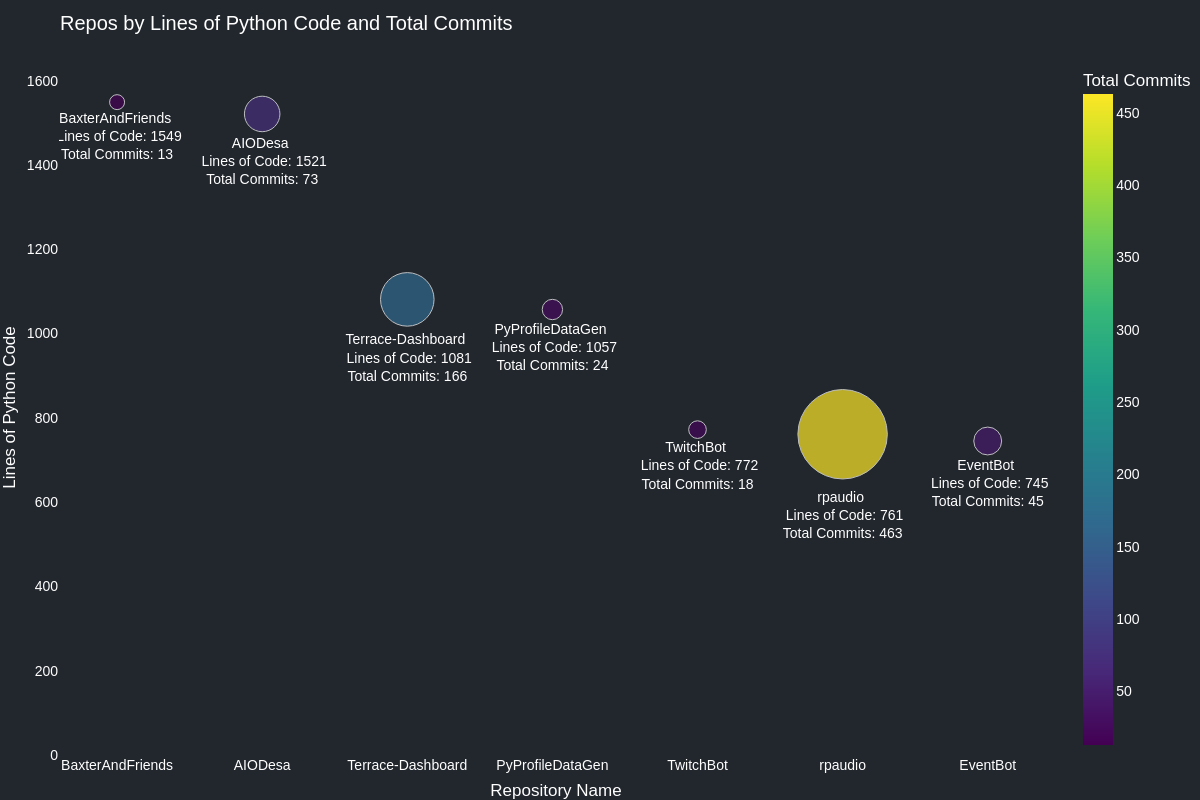 Repos by Lines of Python Code and Total Commits
Total Commits
1600
1400
1200
1000
800
600
400
200
0
Lines of Python Code
BaxterAndFriends
Lines of Code: 1549
Total Commits: 13
AIODesa
Lines of Code: 1521
Total Commits: 73
Terrace-Dashboard
Lines of Code: 1081
Total Commits: 166
PyProfileDataGen
Lines of Code: 1057
Total Commits: 24
TwitchBot
Lines of Code: 772
Total Commits: 18
rpaudio
Lines of Code: 761
Total Commits: 463
EventBot
Lines of Code: 745
Total Commits: 45
450
400
350
300
250
200
150
100
50
BaxterAndFriends AIODesa Terrace-Dashboard PyProfileDataGen TwitchBot rpaudio EventBot
Repository Name